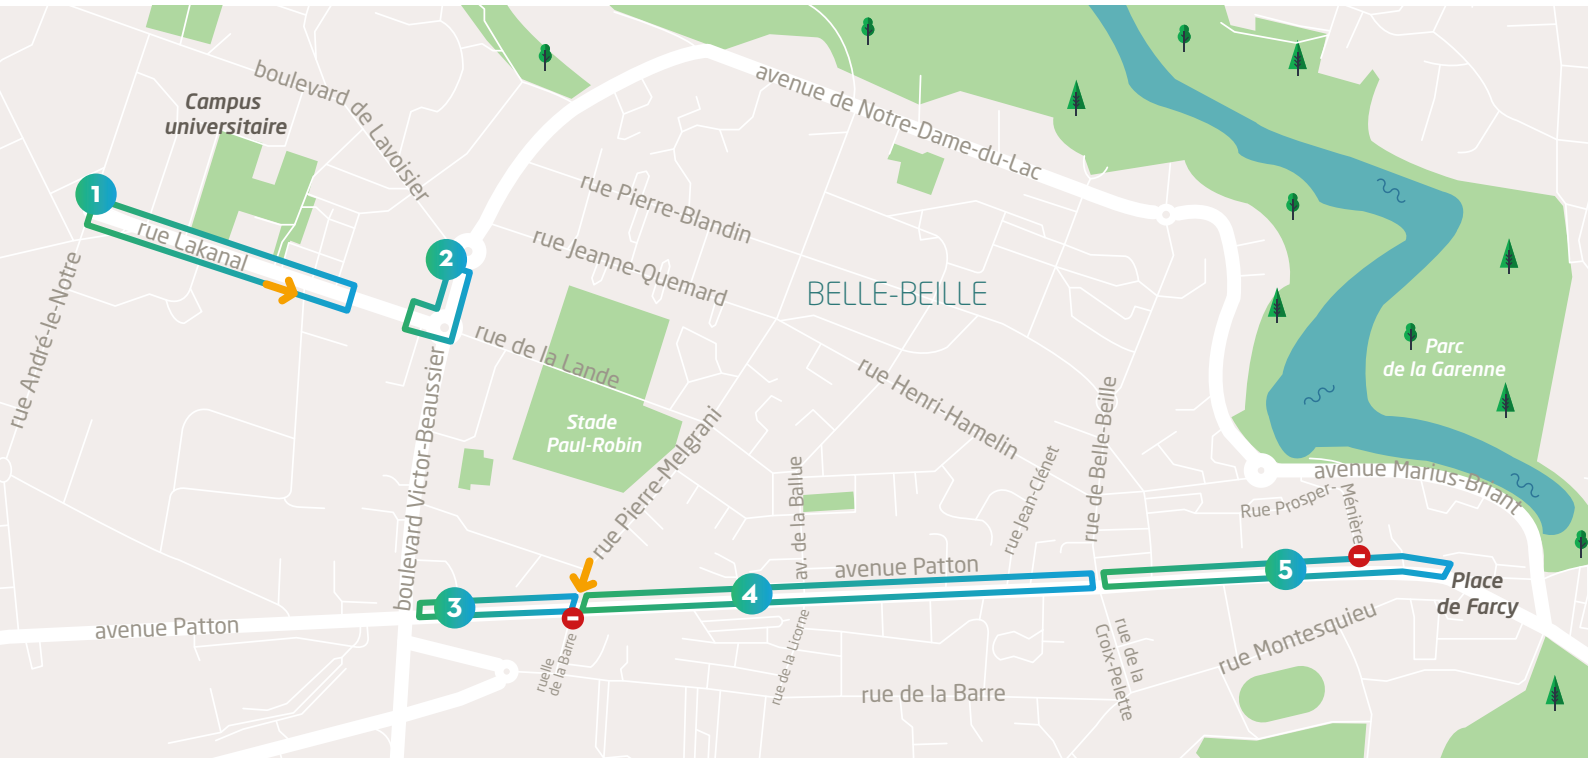 boulevard de Lavoisier
Campus
universitaire
avenue de Notre-Dame-du-Lac
1
rue Lakanal
rue André-le-Notre
2
rue Pierre-Blandin
rue Jeanne-Quemard
BELLE-BEILLE
rue de la Lande
boulevard Victor-Beaussier
Stade
Paul-Robin
rue Pierre-Melgrani
rue Henri-Hamelin
Parc
de la Garenne
rue de Belle-Beille
rue Jean-Clénet
av. de la Ballue
avenue Marius-Briant
Rue Prosper-
Ménière
avenue Patton
3
4
avenue Patton
5
Place
de Farcy
ruelle
de la Barre
rue de la Licorne
rue de la
Croix-Pelette
rue Montesquieu
rue de la Barre